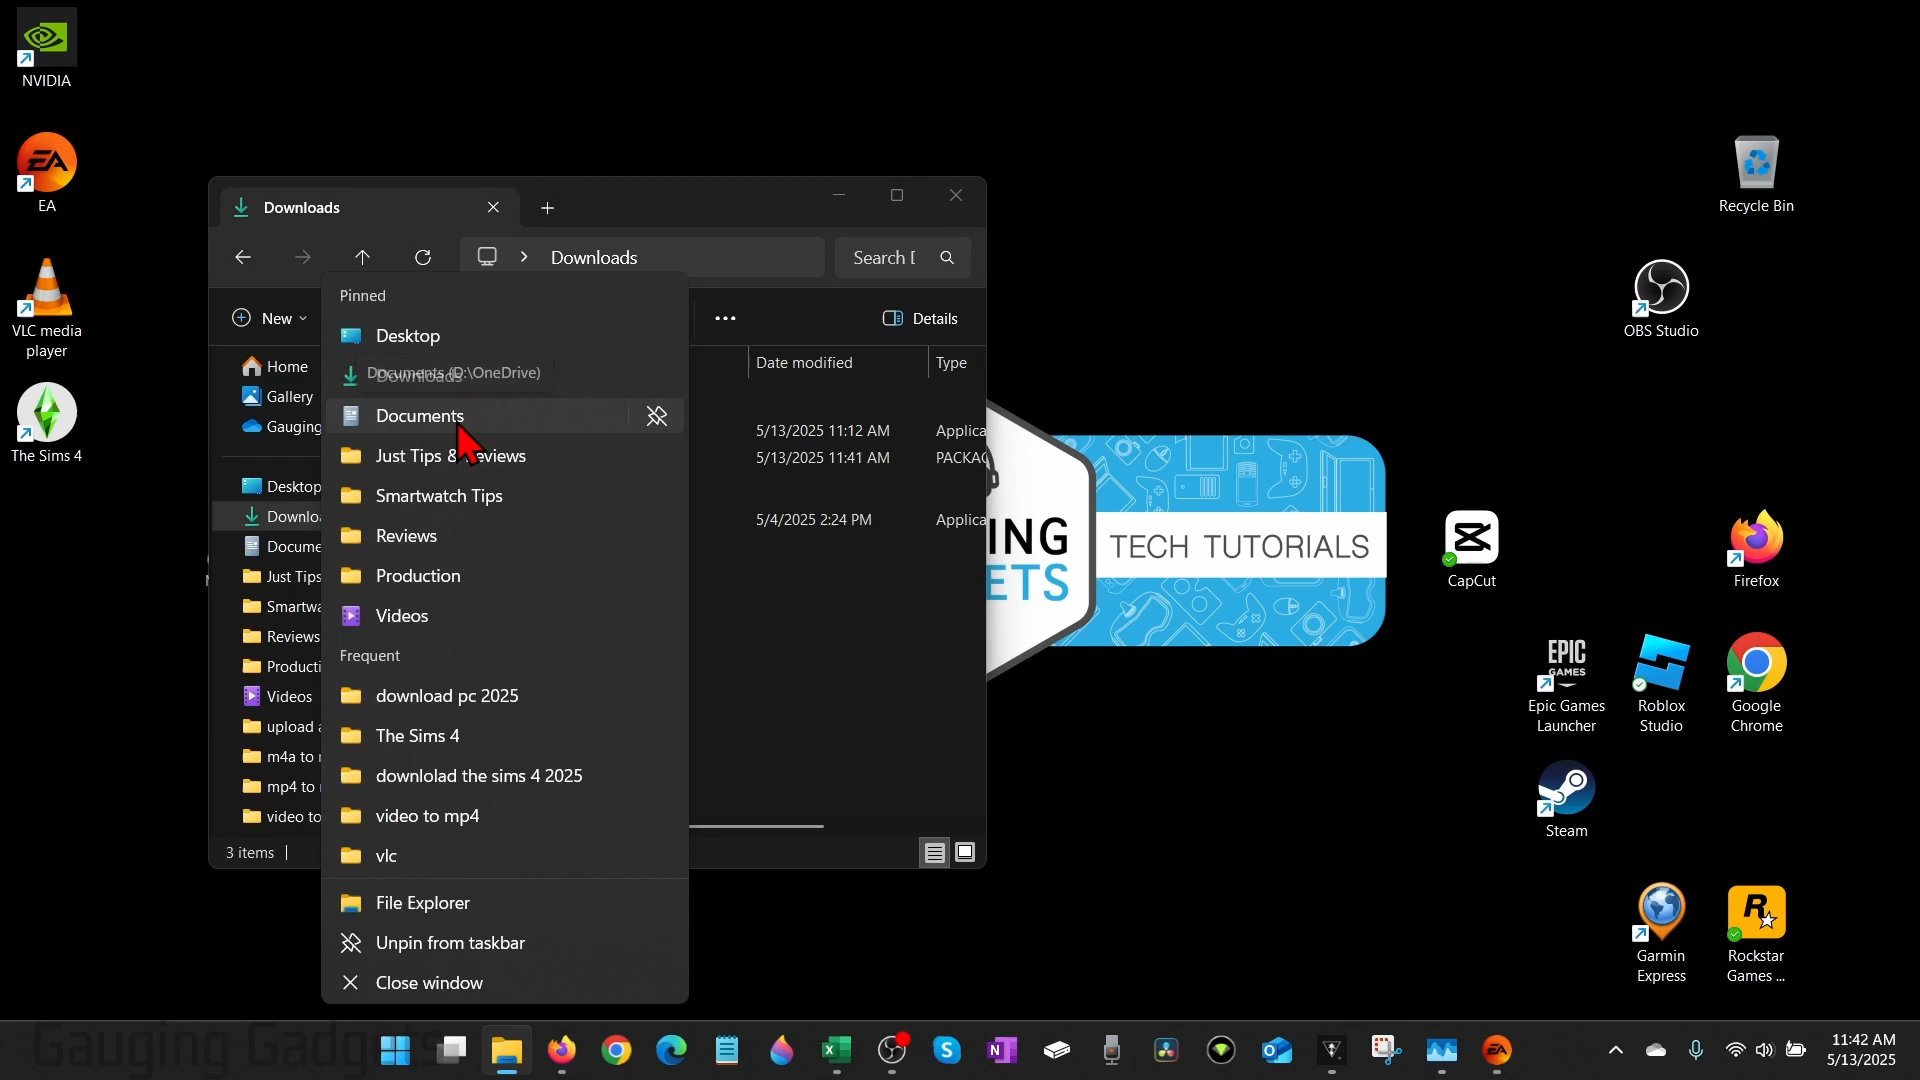 NVIDIA
EA
EA
VLC media
player
The Sims 4
Downloads
Downloads
Search
New
Details
Home
Gallery
Gauging
Desktop
Downlo
Docume
Just Tips
Smartwa
Reviews
Producti
Videos
upload
m4a to
mp4 to
video to
3 items
Pinned
Desktop
Downloads
Documents (D:\OneDrive)
Documents
Just Tips & Reviews
Smartwatch Tips
Reviews
Production
Videos
Frequent
download pc 2025
The Sims 4
downlolad the sims 4 2025
video to mp4
vlc
File Explorer
Unpin from taskbar
Close window
Date modified
Type
5/13/2025 11:12 AM
Applica
5/13/2025 11:41 AM
PACKAG
5/4/2025 2:24 PM
Applica
ING
ETS
TECH TUTORIALS
Recycle Bin
OBS Studio
CapCut
Firefox
EPIC
GAMES
Epic Games
Launcher
Roblox
Studio
Google
Chrome
Steam
Garmin
Express
R
Rockstar
Games ...
Gauging Gadgets
EA
11:42 AM
5/13/2025